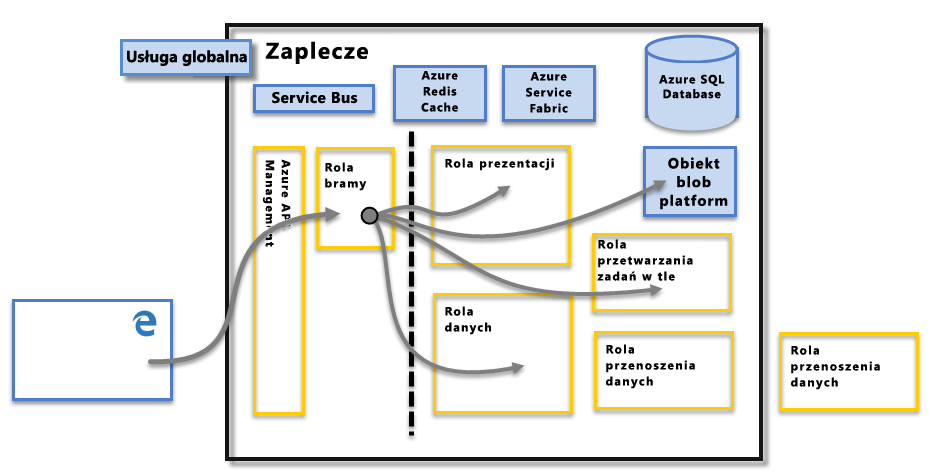 Usługa globalna
Zaplecze
Service Bus
Azure
Redis
Cache
Azure
Service
Fabric
Azure SQL
Database
Azure API
Management
Rola
bramy
Rola prezentacji
Obiekt
blob
platform
Rola
przetwarzania
zadań w tle
Rola
danych
Rola
przenoszenia
danych
Rola
przenoszenia
danych